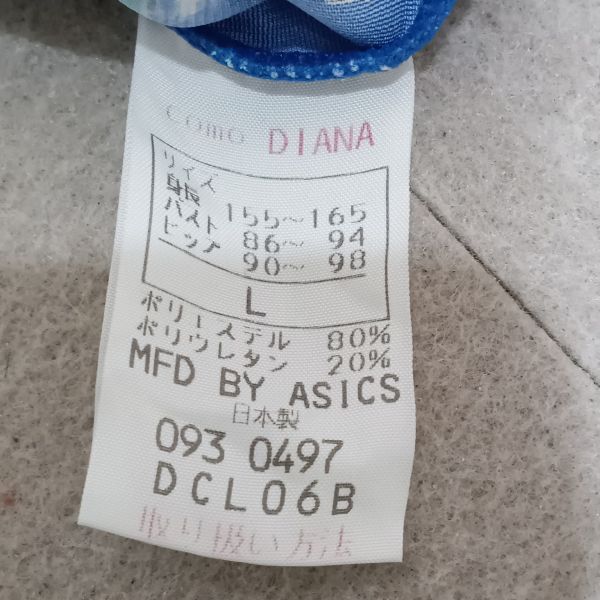 como DIANA
サイズ
身長 155～165
バスト 86～ 94
ヒップ 90～ 98
L
ポリエステル 80%
ポリウレタン 20%
MFD BY ASICS
日本製
093 0497
DCL06B
取り扱い方法